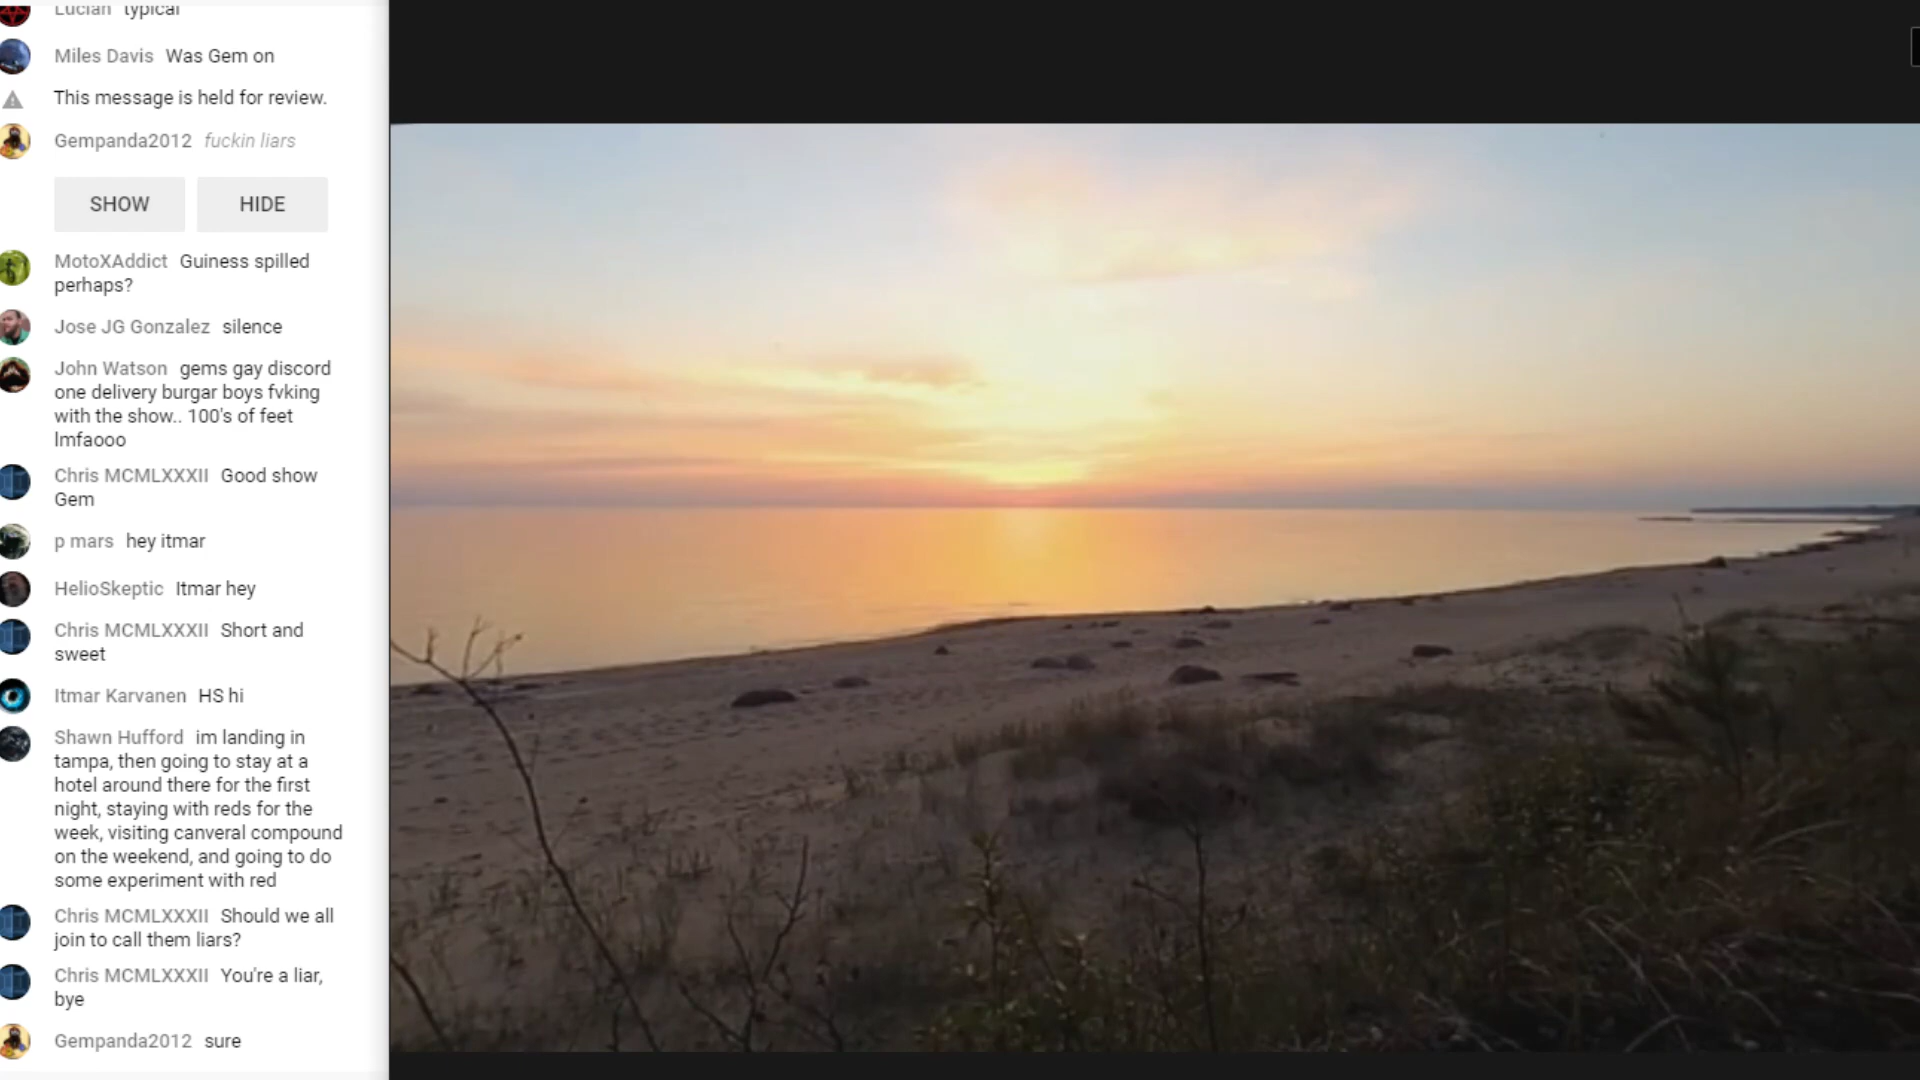 Lucian typical
Miles Davis Was Gem on
This message is held for review.
Gempanda2012 fuckin liars
SHOW HIDE
MotoXAddict Guiness spilled
perhaps?
Jose JG Gonzalez silence
John Watson gems gay discord
one delivery burgar boys fvking
with the show.. 100's of feet
lmfaooo
Chris MCMLXXXII Good show
Gem
p mars hey itmar
HelioSkeptic Itmar hey
Chris MCMLXXXII Short and
sweet
Itmar Karvanen HS hi
Shawn Hufford im landing in
tampa, then going to stay at a
hotel around there for the first
night, staying with reds for the
week, visiting canveral compound
on the weekend, and going to do
some experiment with red
Chris MCMLXXXII Should we all
join to call them liars?
Chris MCMLXXXII You're a liar,
bye
Gempanda2012 sure